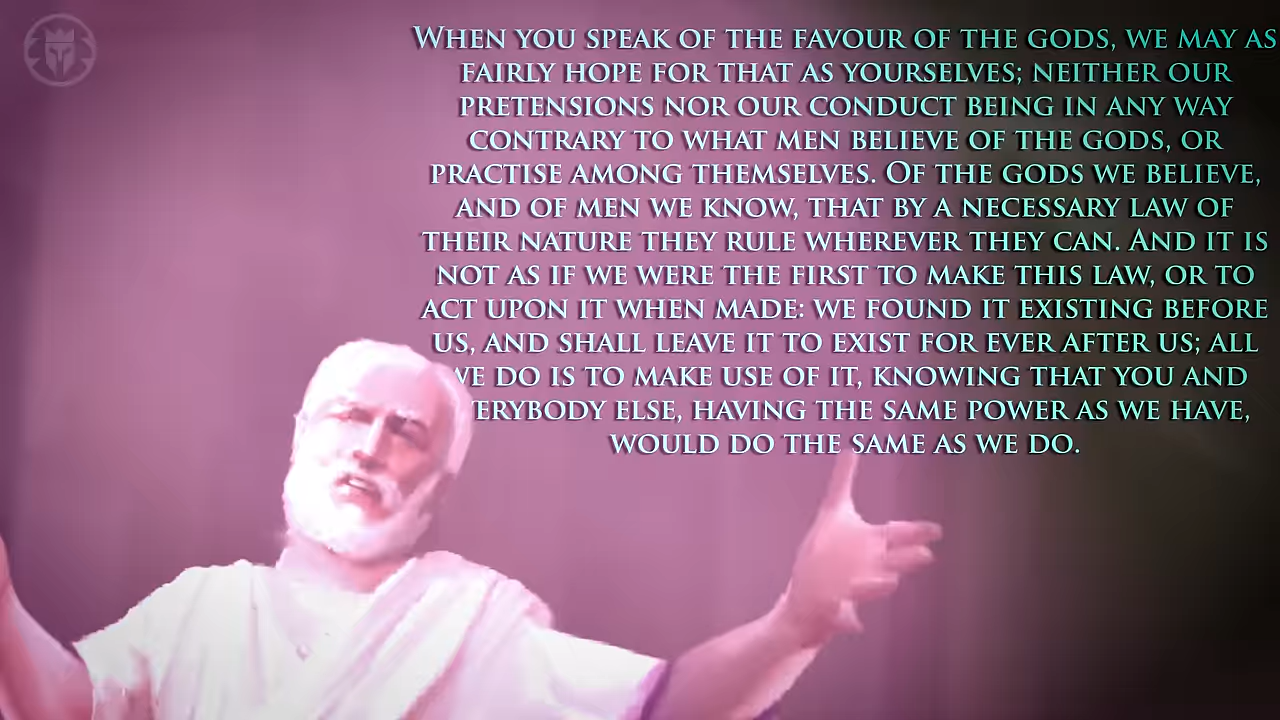 When you speak of the favour of the gods, we may as
fairly hope for that as yourselves; neither our
pretensions nor our conduct being in any way
contrary to what men believe of the gods, or
practise among themselves. Of the gods we believe,
and of men we know, that by a necessary law of
their nature they rule wherever they can. And it is
not as if we were the first to make this law, or to
act upon it when made: we found it existing before
us, and shall leave it to exist for ever after us; all
we do is to make use of it, knowing that you and
erybody else, having the same power as we have,
would do the same as we do.